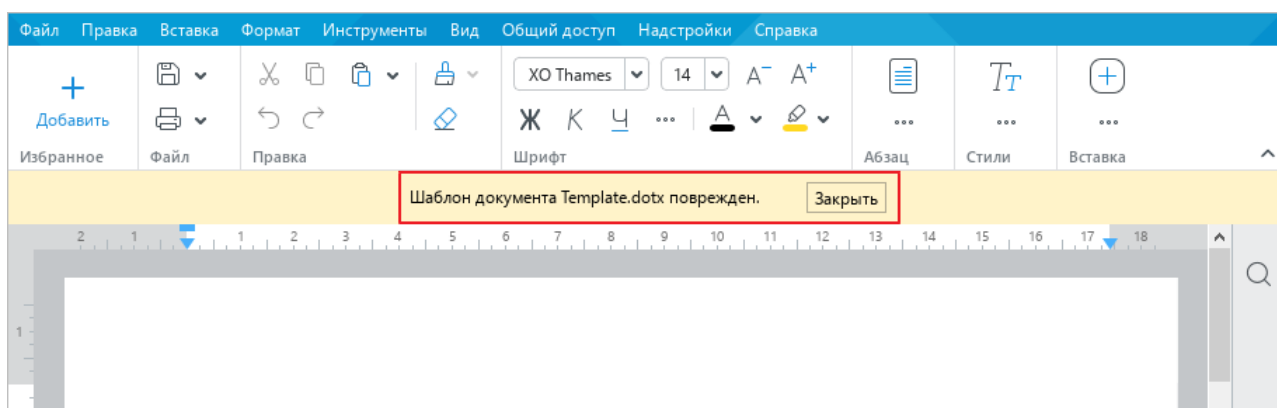 Файл Правка Вставка Формат Инструменты Вид Общий доступ Надстройки Справка
XO Thames 14 A− A+
Добавить Ж К Ч A
Избранное Файл Правка Шрифт Абзац Стили Вставка
Шаблон документа Template.dotx поврежден. Закрыть
2 1 1 2 3 4 5 6 7 8 9 10 11 12 13 14 15 16 17 18
1